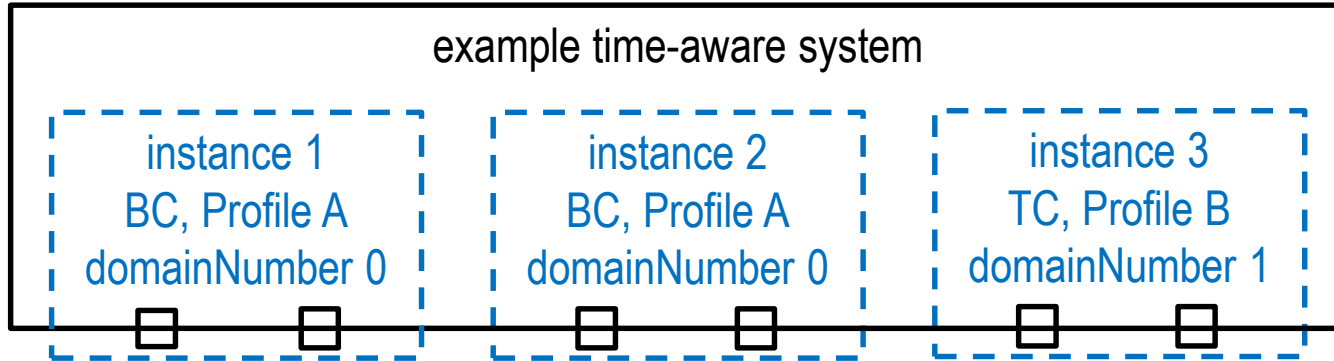 example time-aware system
instance 1
BC, Profile A
domainNumber 0
instance 2
BC, Profile A
domainNumber 0
instance 3
TC, Profile B
domainNumber 1